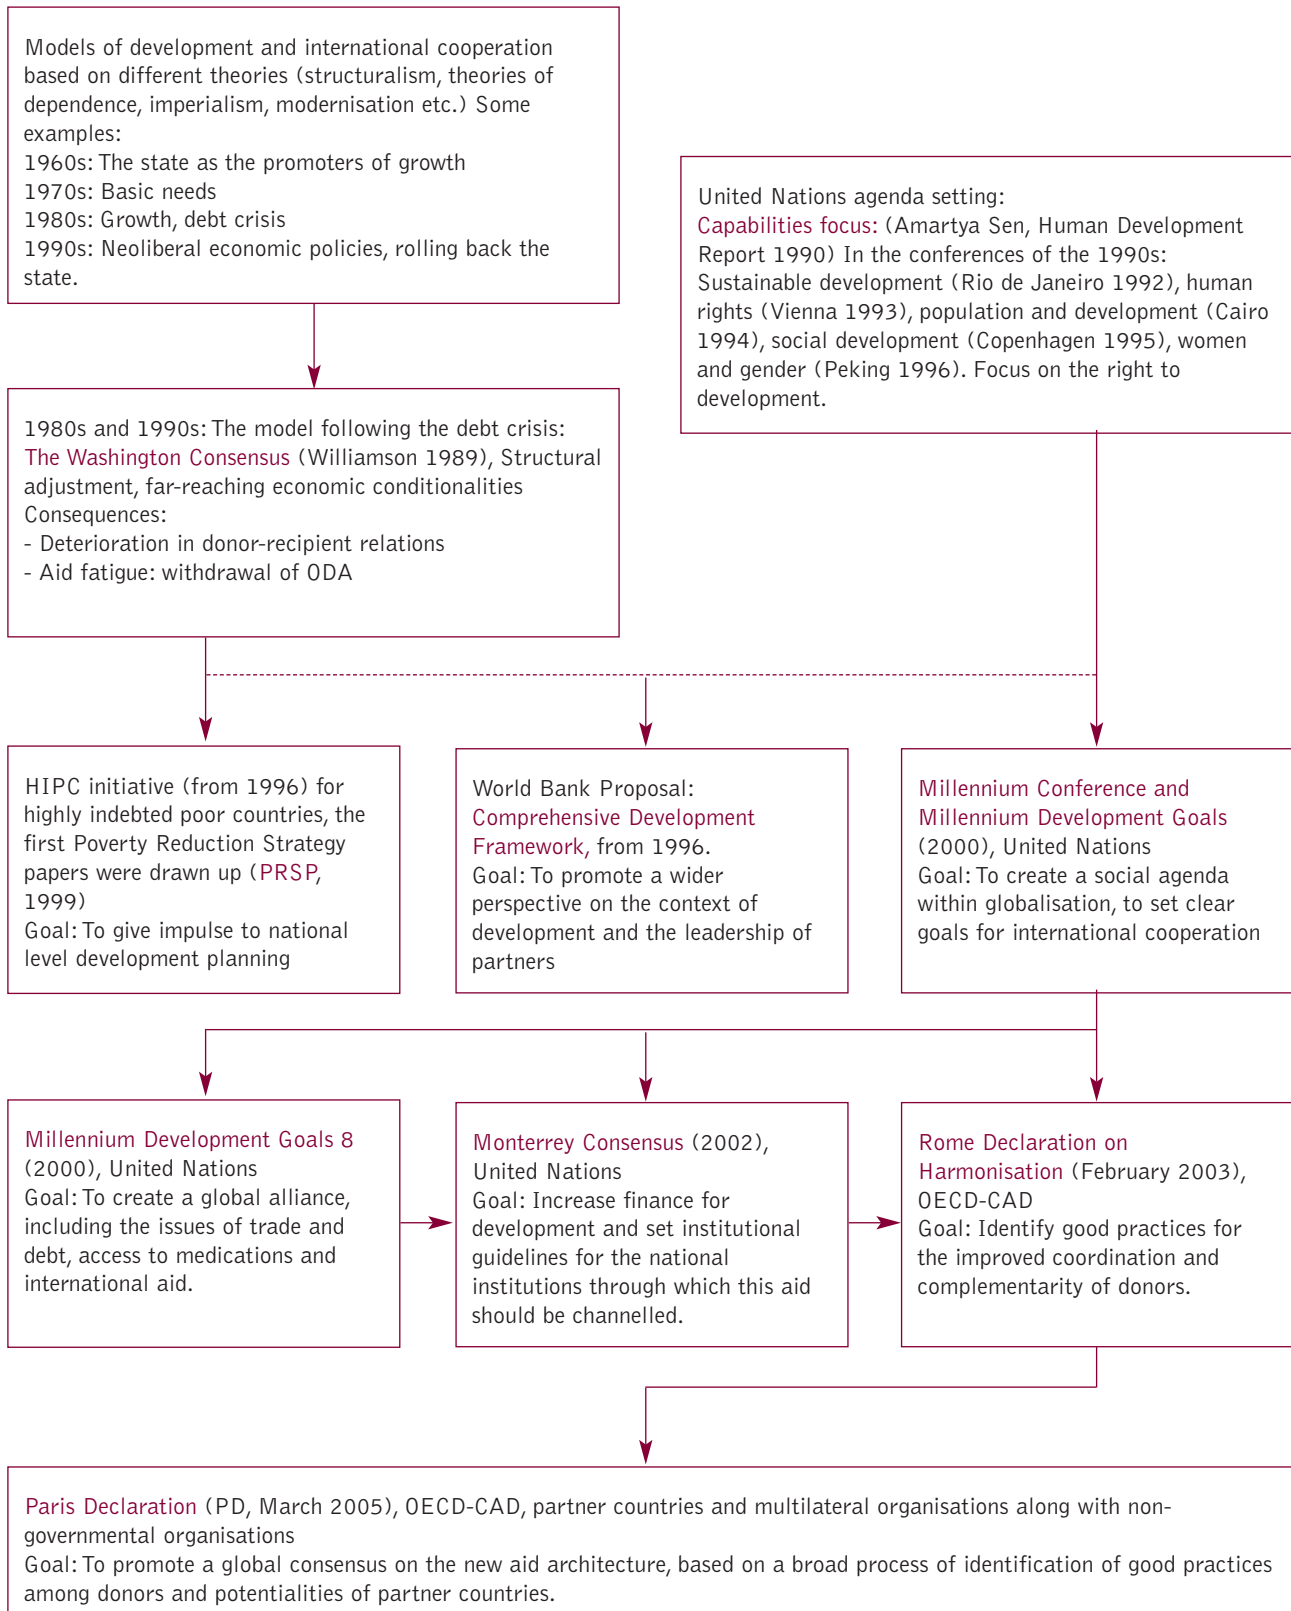 Models of development and international cooperation
based on different theories (structuralism, theories of
dependence, imperialism, modernisation etc.) Some
examples:
1960s: The state as the promoters of growth
1970s: Basic needs
1980s: Growth, debt crisis
1990s: Neoliberal economic policies, rolling back the
state.
United Nations agenda setting:
Capabilities focus: (Amartya Sen, Human Development
Report 1990) In the conferences of the 1990s:
Sustainable development (Rio de Janeiro 1992), human
rights (Vienna 1993), population and development (Cairo
1994), social development (Copenhagen 1995), women
and gender (Peking 1996). Focus on the right to
development.
1980s and 1990s: The model following the debt crisis:
The Washington Consensus (Williamson 1989), Structural
adjustment, far-reaching economic conditionalities
Consequences:
- Deterioration in donor-recipient relations
- Aid fatigue: withdrawal of ODA
HIPC initiative (from 1996) for
highly indebted poor countries, the
first Poverty Reduction Strategy
papers were drawn up (PRSP,
1999)
Goal: To give impulse to national
level development planning
World Bank Proposal:
Comprehensive Development
Framework, from 1996.
Goal: To promote a wider
perspective on the context of
development and the leadership of
partners
Millennium Conference and
Millennium Development Goals
(2000), United Nations
Goal: To create a social agenda
within globalisation, to set clear
goals for international cooperation
Millennium Development Goals 8
(2000), United Nations
Goal: To create a global alliance,
including the issues of trade and
debt, access to medications and
international aid.
Monterrey Consensus (2002),
United Nations
Goal: Increase finance for
development and set institutional
guidelines for the national
institutions through which this aid
should be channelled.
Rome Declaration on
Harmonisation (February 2003),
OECD-CAD
Goal: Identify good practices for
the improved coordination and
complementarity of donors.
Paris Declaration (PD, March 2005), OECD-CAD, partner countries and multilateral organisations along with non-
governmental organisations
Goal: To promote a global consensus on the new aid architecture, based on a broad process of identification of good practices
among donors and potentialities of partner countries.